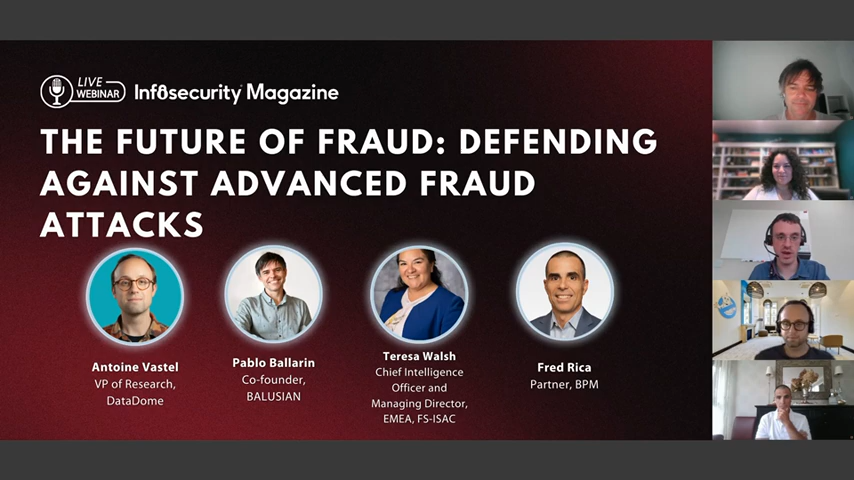 LIVE
WEBINAR
Infosecurity Magazine
THE FUTURE OF FRAUD: DEFENDING
AGAINST ADVANCED FRAUD
ATTACKS
Antoine Vastel
VP of Research,
DataDome
Pablo Ballarin
Co-founder,
BALUSIAN
Teresa Walsh
Chief Intelligence
Officer and
Managing Director,
EMEA, FS-ISAC
Fred Rica
Partner, BPM